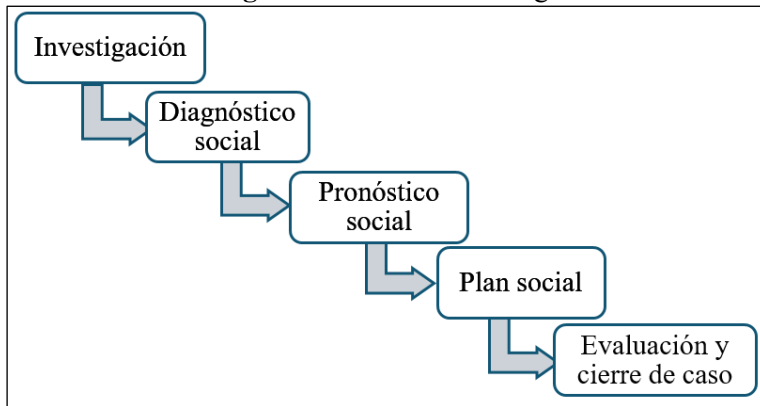 Investigación
Diagnóstico
social
Pronóstico
social
Plan social
Evaluación y
cierre de caso